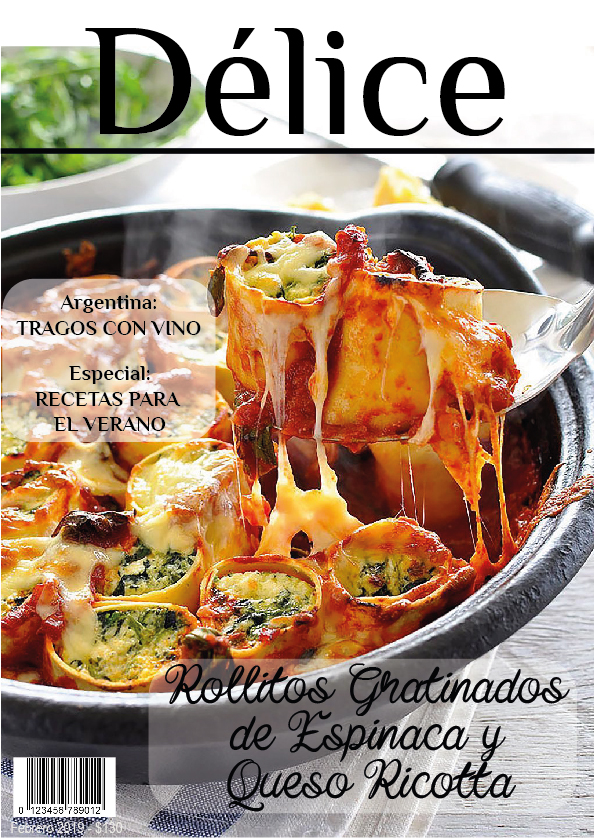 Délice
Argentina:
TRAGOS CON VINO
Especial:
RECETAS PARA
EL VERANO
Rollitos Gratinados
de Espinaca y
Queso Ricotta
0 123458 789012
Febrero 2019 - $130